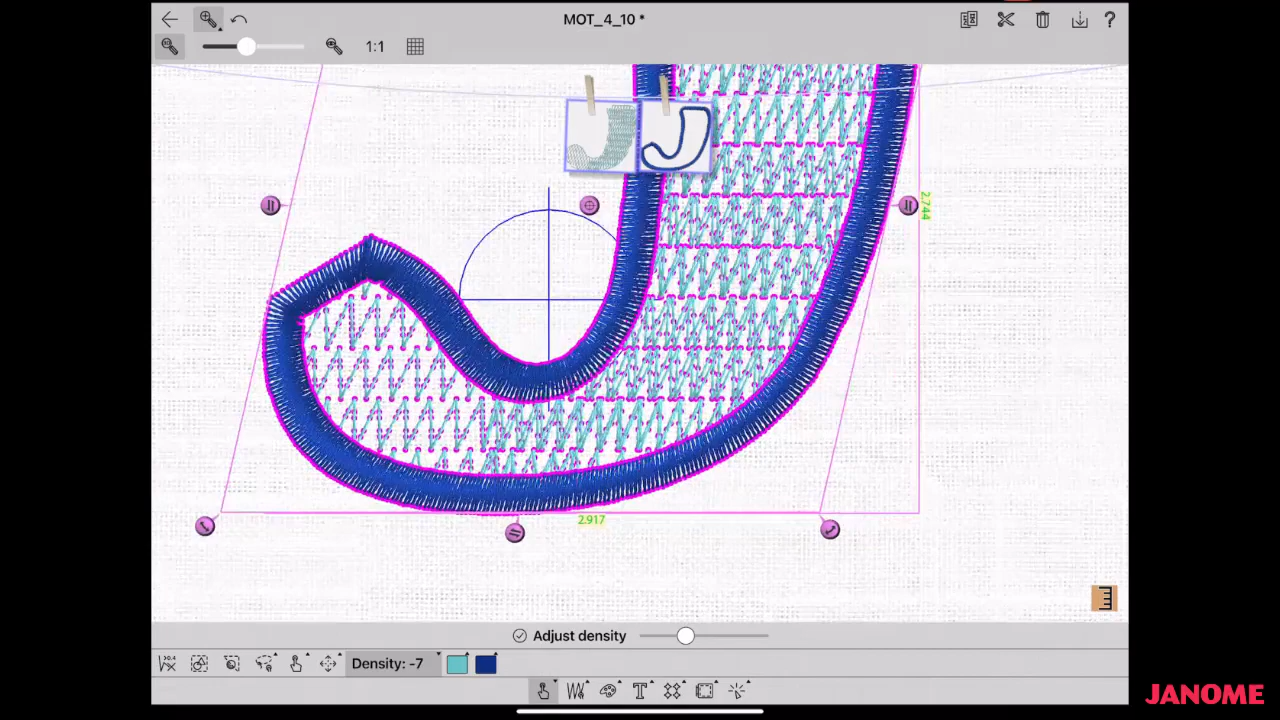 MOT_4_10 *
1:1
2.744
2.917
Adjust density
Density: -7
JANOME